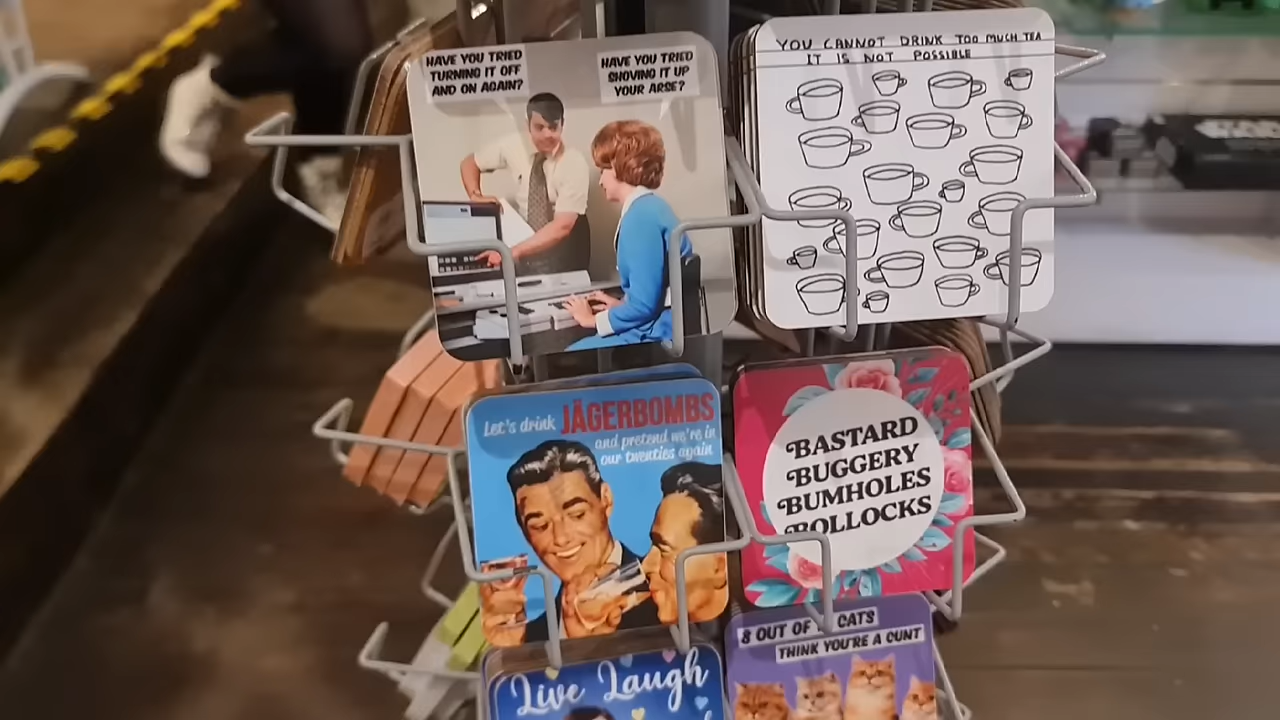 HAVE YOU TRIED
TURNING IT OFF
AND ON AGAIN?
HAVE YOU TRIED
SHOVING IT UP
YOUR ARSE?
YOU CANNOT DRINK TOO MUCH TEA
IT IS NOT POSSIBLE
Let's drink JÄGERBOMBS
and pretend we're in
our twenties again
BASTARD
BUGGERY
BUMHOLES
BOLLOCKS
8 OUT OF CATS
THINK YOU'RE A CUNT
Live Laugh